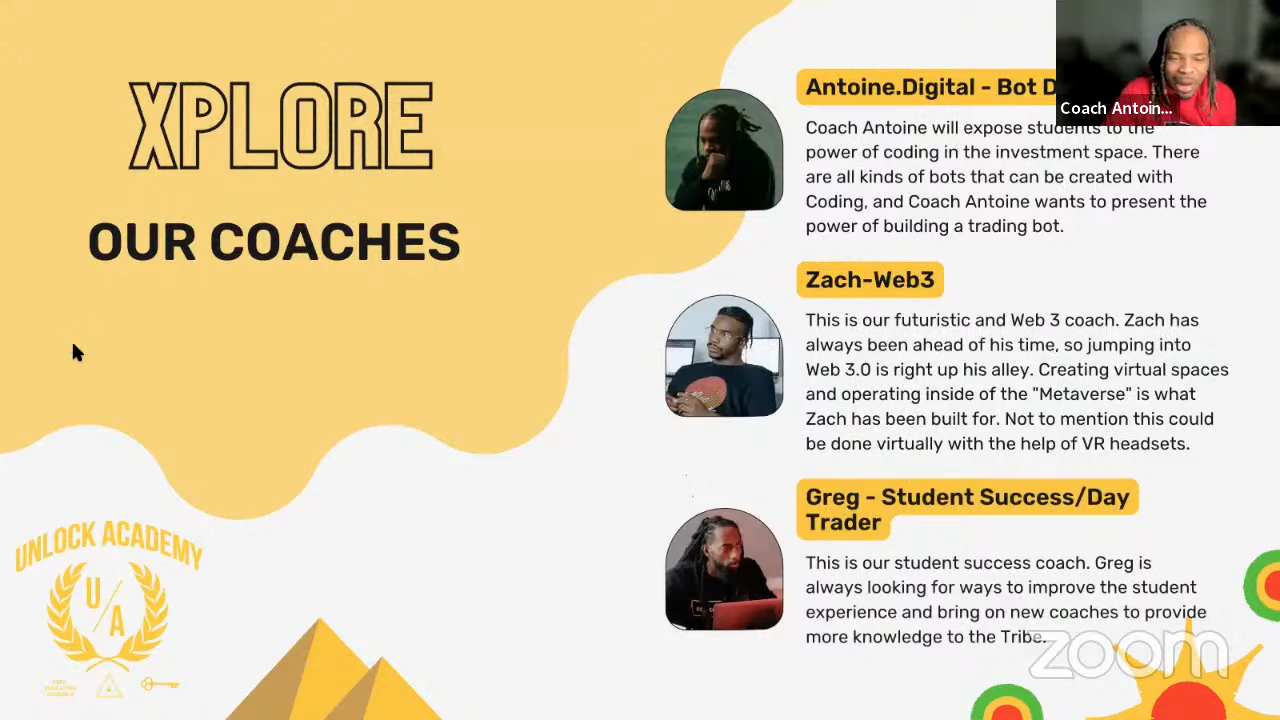 XPLORE
OUR COACHES
Antoine.Digital - Bot D
Coach Antoin...
Coach Antoine will expose students to the
power of coding in the investment space. There
are all kinds of bots that can be created with
Coding, and Coach Antoine wants to present the
power of building a trading bot.
Zach-Web3
This is our futuristic and Web 3 coach. Zach has
always been ahead of his time, so jumping into
Web 3.0 is right up his alley. Creating virtual spaces
and operating inside of the "Metaverse" is what
Zach has been built for. Not to mention this could
be done virtually with the help of VR headsets.
Greg - Student Success/Day
Trader
This is our student success coach. Greg is
always looking for ways to improve the student
experience and bring on new coaches to provide
more knowledge to the Tribe.
UNLOCK ACADEMY
U/A
zoom